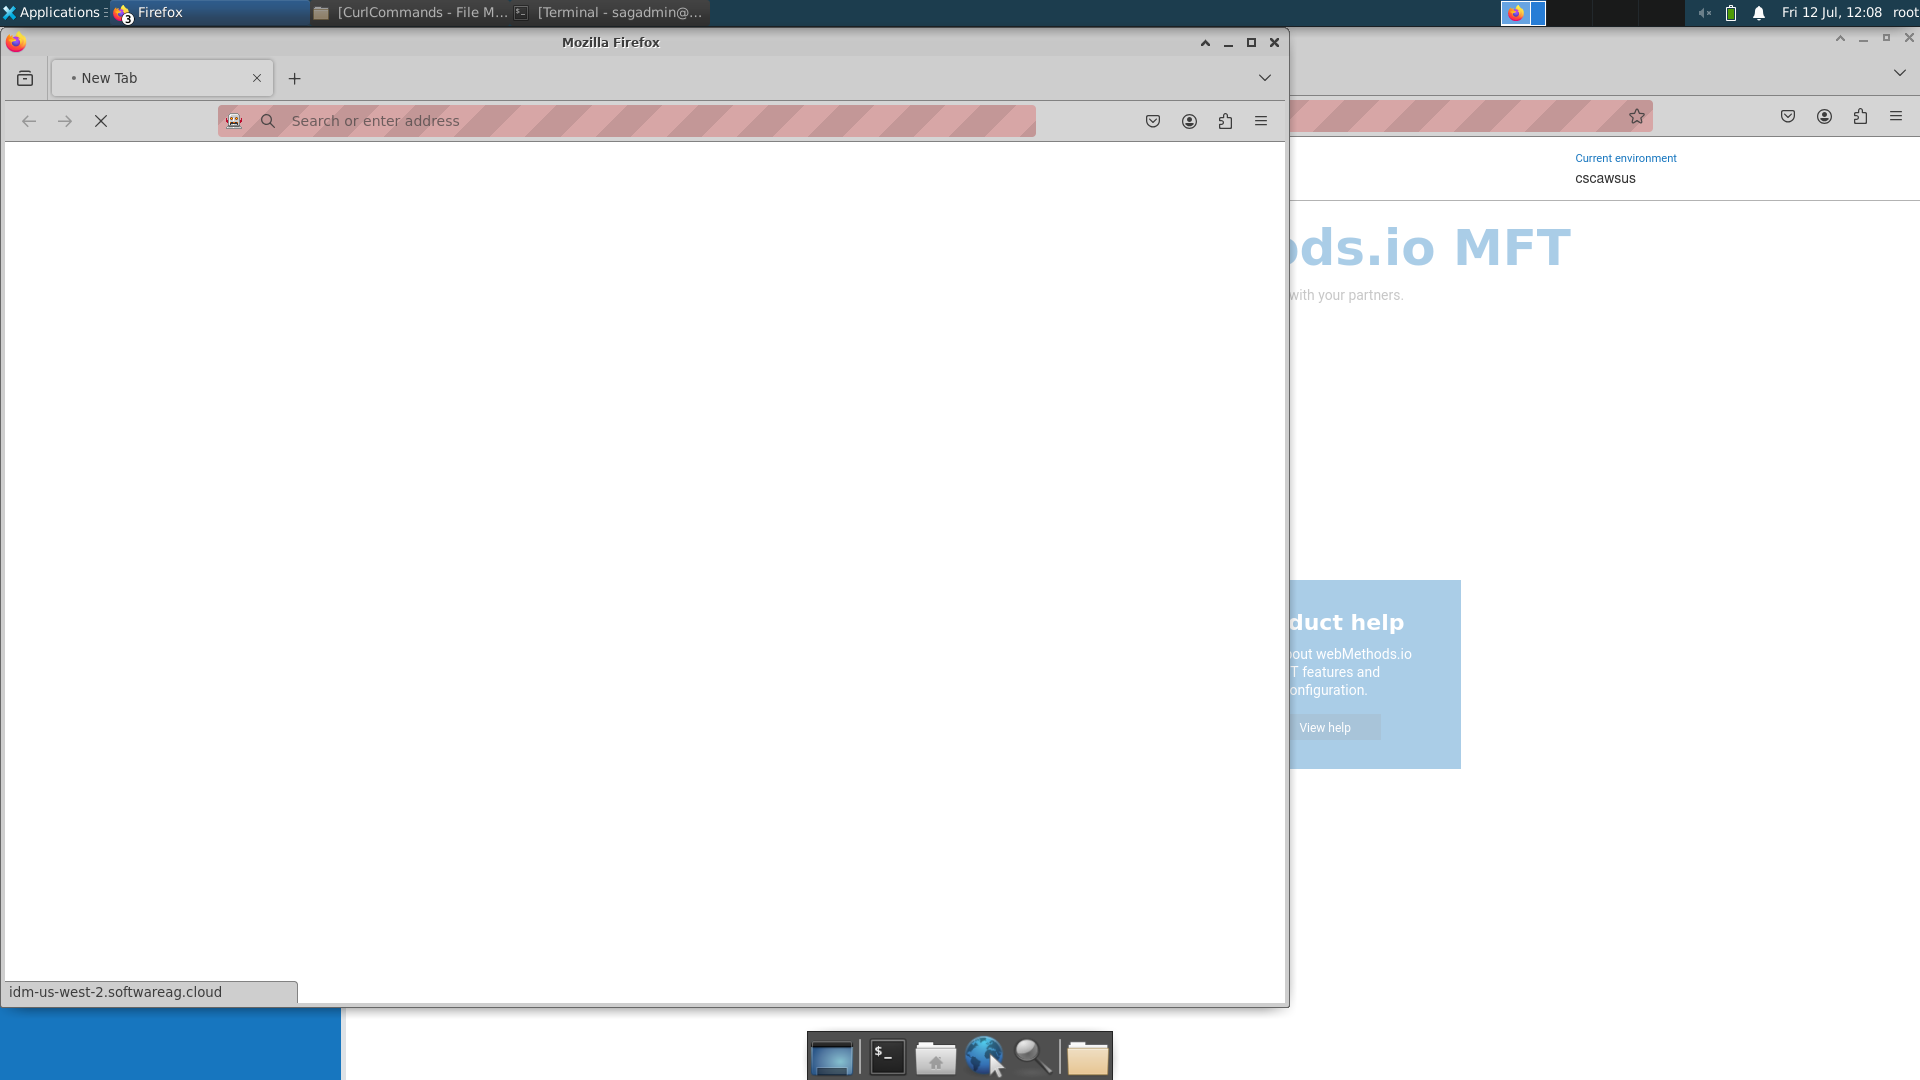 Applications
3
Firefox
[CurlCommands - File M...
[Terminal - sagadmin@...
Fri 12 Jul, 12:08
root
Mozilla Firefox
New Tab
Search or enter address
Current environment
cscawsus
ods.io MFT
with your partners.
duct help
out webMethods.io
T features and
onfiguration.
View help
idm-us-west-2.softwareag.cloud
$_